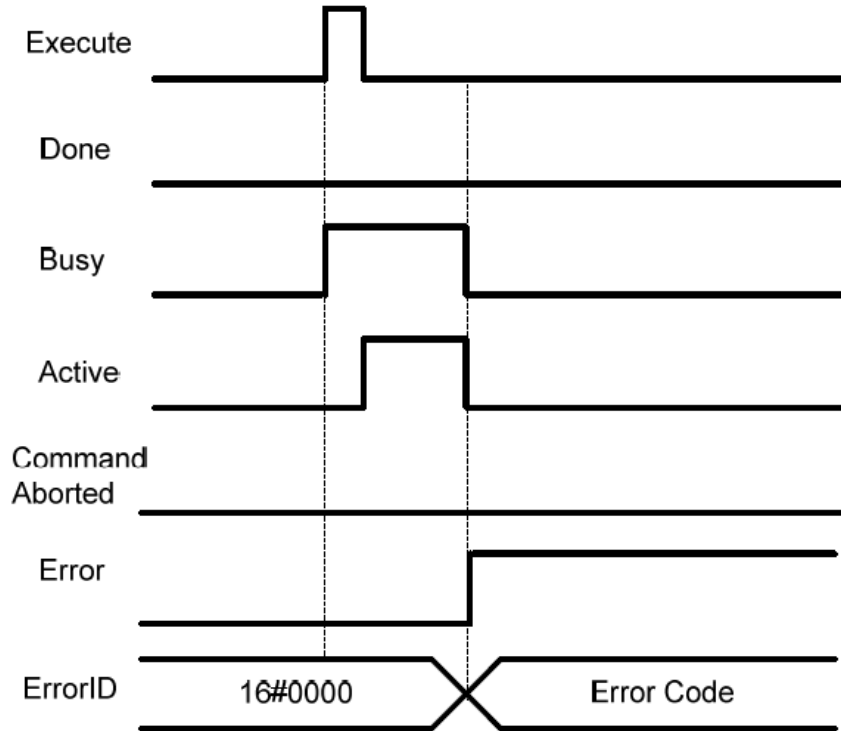 Execute
Done
Busy
Active
Command
Aborted
Error
ErrorID
16#0000
Error Code